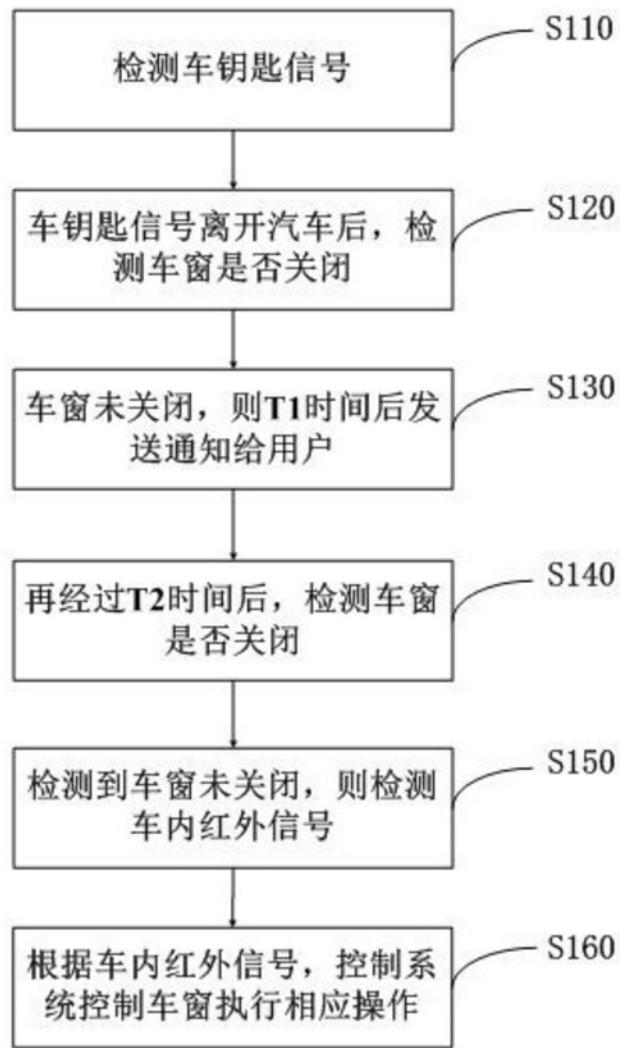 检测车钥匙信号
S110
车钥匙信号离开汽车后，检
测车窗是否关闭
S120
车窗未关闭，则T1时间后发
送通知给用户
S130
再经过T2时间后，检测车窗
是否关闭
S140
检测到车窗未关闭，则检测
车内红外信号
S150
根据车内红外信号，控制系
统控制车窗执行相应操作
S160